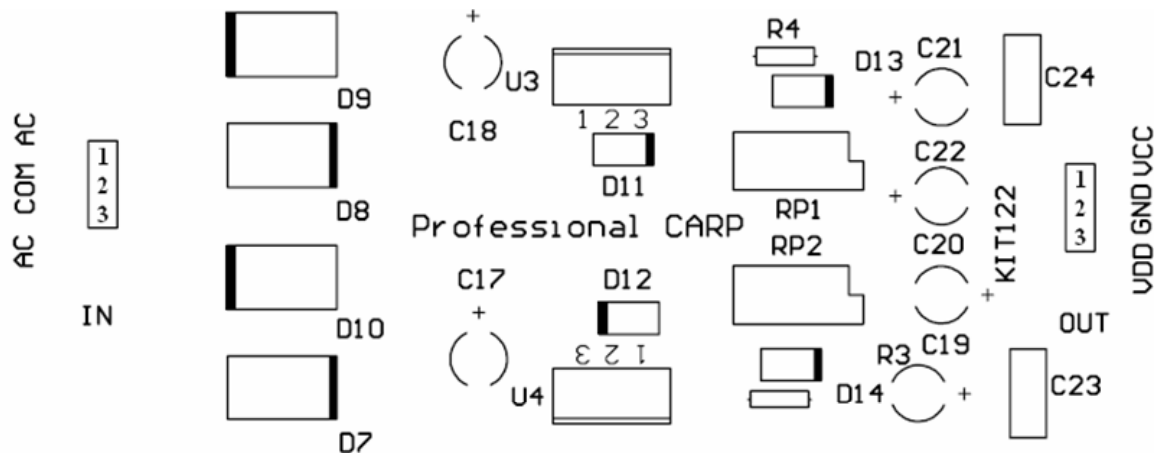 AC COM AC
1
2
3
IN
D9
D8
D10
D7
C18
U3
1 2 3
D11
Professional CARP
C17
D12
3 2 1
U4
R4
D13
RP1
RP2
D14
R3
C21
C22
C20
C19
C24
KIT122
1
2
3
VDD GND VCC
OUT
C23